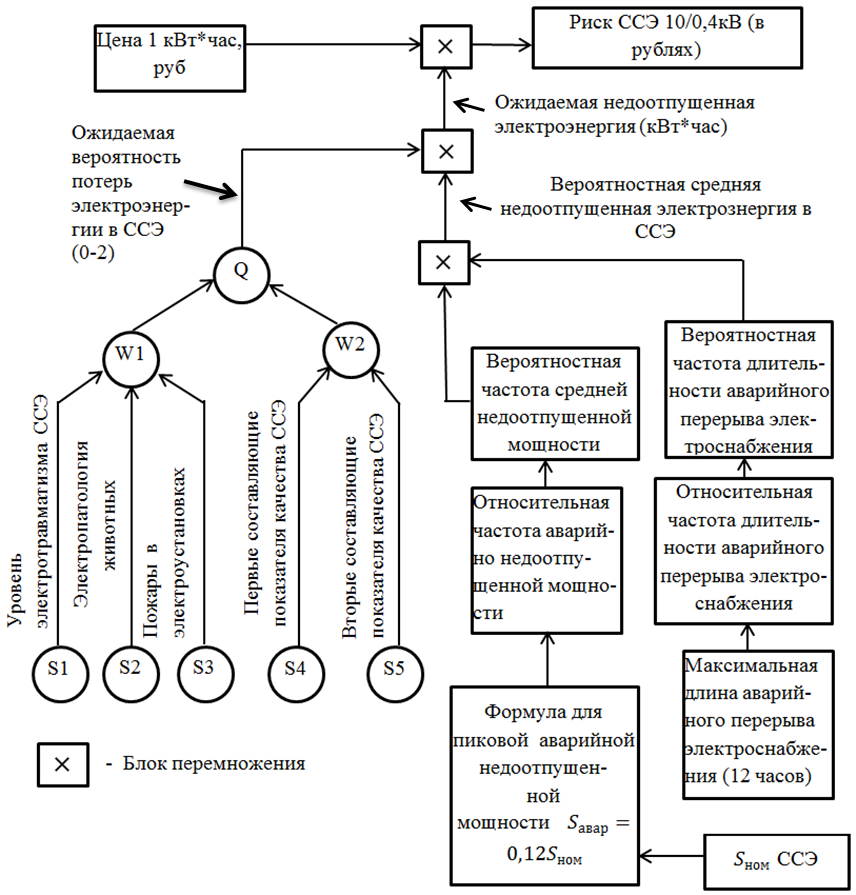 Цена 1 кВт*час,
руб
×
Риск ССЭ 10/0,4кВ (в
рублях)
Ожидаемая недоотпущенная
электроэнергия (кВт*час)
Ожидаемая
вероятность
потерь
электроэнер-
гии в ССЭ
(0-2)
×
Вероятностная средняя
недоотпущенная электроэнергия в
ССЭ
×
Q
W1
W2
Уровень
электротравматизма ССЭ
Электропатология
животных
Пожары в
электроустановках
Первые составляющие
показателя качества ССЭ
Вторые составляющие
показателя качества ССЭ
S1
S2
S3
S4
S5
Вероятностная
частота средней
недоотпущенной
мощности
Вероятностная
частота длитель-
ности аварийного
перерыва элек-
троснабжения
Относительная
частота аварий-
но недоотпу-
щенной мощно-
сти
Относительная
частота длитель-
ности аварийного
перерыва электро-
снабжения
Формула для
пиковой аварийной
недоотпущен-
ной
мощности Sавар =
0,12Sном
Максимальная
длина аварий-
ного перерыва
электроснабже-
ния (12 часов)
Sном ССЭ
× - Блок перемножения